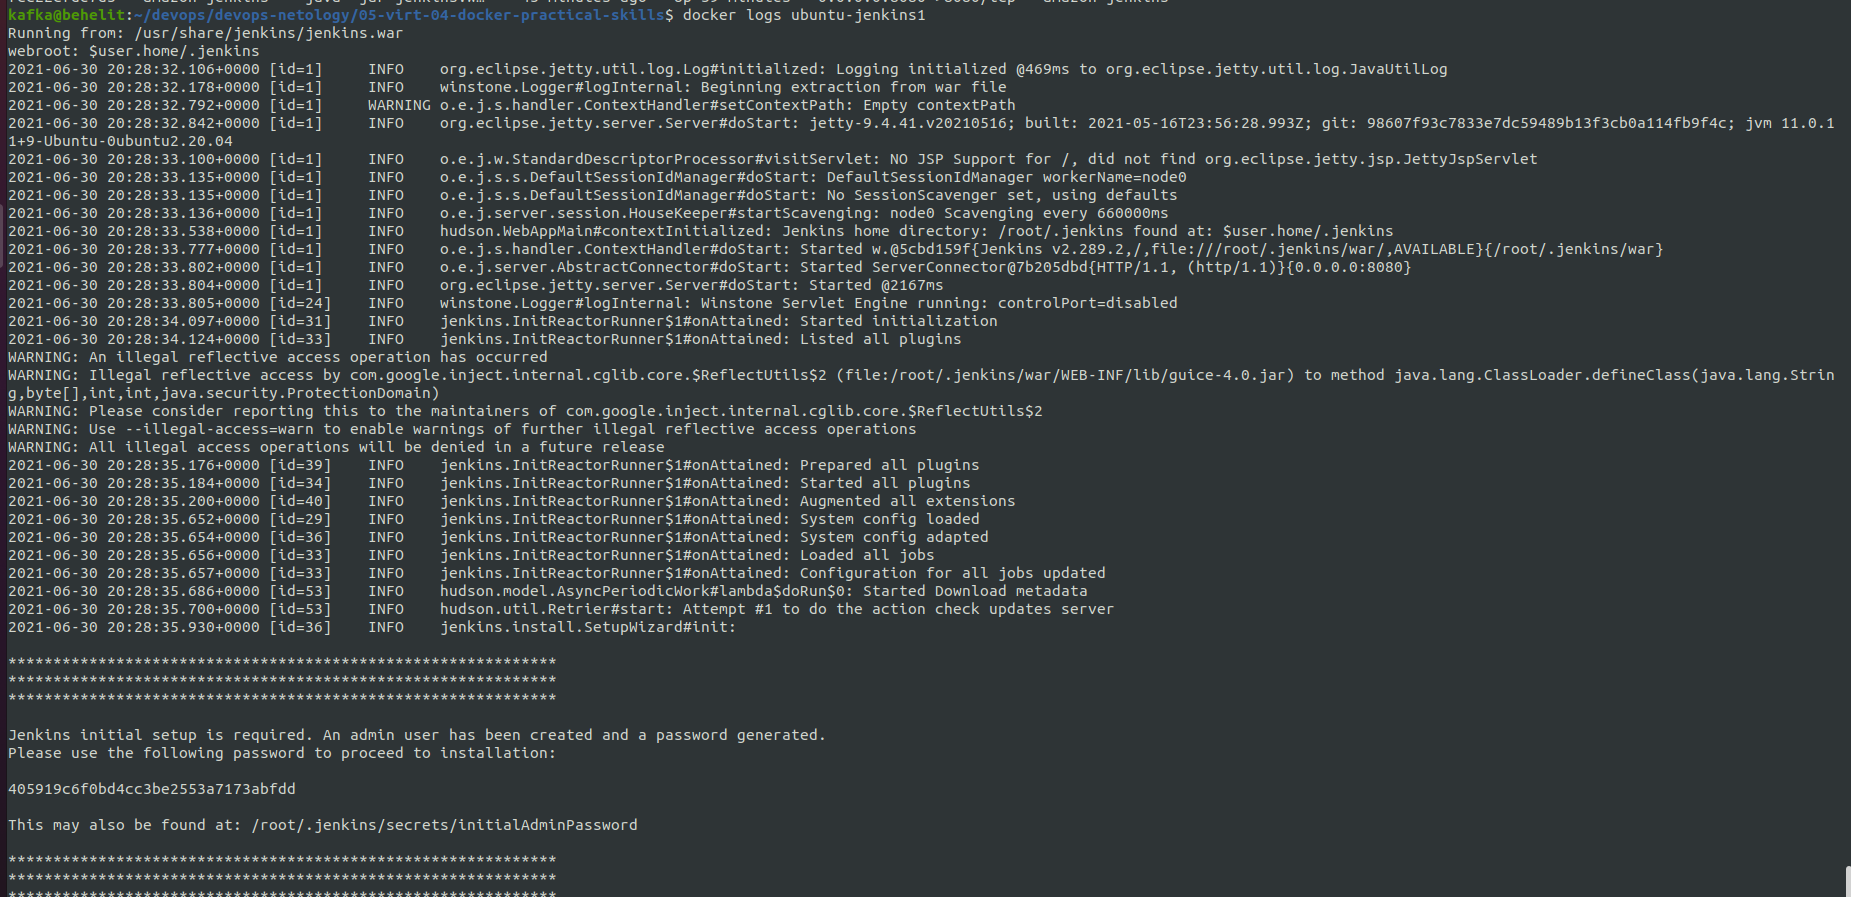 kafka@behelit:~/devops/devops-netology/05-virt-04-docker-practical-skills$ docker logs ubuntu-jenkins1
Running from: /usr/share/jenkins/jenkins.war
webroot: $user.home/.jenkins
2021-06-30 20:28:32.106+0000 [id=1]     INFO    org.eclipse.jetty.util.log.Log#initialized: Logging initialized @469ms to org.eclipse.jetty.util.log.JavaUtilLog
2021-06-30 20:28:32.178+0000 [id=1]     INFO    winstone.Logger#logInternal: Beginning extraction from war file
2021-06-30 20:28:32.792+0000 [id=1]     WARNING o.e.j.s.handler.ContextHandler#setContextPath: Empty contextPath
2021-06-30 20:28:32.842+0000 [id=1]     INFO    org.eclipse.jetty.server.Server#doStart: jetty-9.4.41.v20210516; built: 2021-05-16T23:56:28.993Z; git: 98607f93c7833e7dc59489b13f3cb0a114fb9f4c; jvm 11.0.1
1+9-Ubuntu-0ubuntu2.20.04
2021-06-30 20:28:33.100+0000 [id=1]     INFO    o.e.j.w.StandardDescriptorProcessor#visitServlet: NO JSP Support for /, did not find org.eclipse.jetty.jsp.JettyJspServlet
2021-06-30 20:28:33.135+0000 [id=1]     INFO    o.e.j.s.s.DefaultSessionIdManager#doStart: DefaultSessionIdManager workerName=node0
2021-06-30 20:28:33.135+0000 [id=1]     INFO    o.e.j.s.s.DefaultSessionIdManager#doStart: No SessionScavenger set, using defaults
2021-06-30 20:28:33.136+0000 [id=1]     INFO    o.e.j.server.session.HouseKeeper#startScavenging: node0 Scavenging every 660000ms
2021-06-30 20:28:33.538+0000 [id=1]     INFO    hudson.WebAppMain#contextInitialized: Jenkins home directory: /root/.jenkins found at: $user.home/.jenkins
2021-06-30 20:28:33.777+0000 [id=1]     INFO    o.e.j.s.handler.ContextHandler#doStart: Started w.@5cbd159f{Jenkins v2.289.2,/,file:///root/.jenkins/war/,AVAILABLE}{/root/.jenkins/war}
2021-06-30 20:28:33.802+0000 [id=1]     INFO    o.e.j.server.AbstractConnector#doStart: Started ServerConnector@7b205dbd{HTTP/1.1, (http/1.1)}{0.0.0.0:8080}
2021-06-30 20:28:33.804+0000 [id=1]     INFO    org.eclipse.jetty.server.Server#doStart: Started @2167ms
2021-06-30 20:28:33.805+0000 [id=24]    INFO    winstone.Logger#logInternal: Winstone Servlet Engine running: controlPort=disabled
2021-06-30 20:28:34.097+0000 [id=31]    INFO    jenkins.InitReactorRunner$1#onAttained: Started initialization
2021-06-30 20:28:34.124+0000 [id=33]    INFO    jenkins.InitReactorRunner$1#onAttained: Listed all plugins
WARNING: An illegal reflective access operation has occurred
WARNING: Illegal reflective access by com.google.inject.internal.cglib.core.$ReflectUtils$2 (file:/root/.jenkins/war/WEB-INF/lib/guice-4.0.jar) to method java.lang.ClassLoader.defineClass(java.lang.Strin
g,byte[],int,int,java.security.ProtectionDomain)
WARNING: Please consider reporting this to the maintainers of com.google.inject.internal.cglib.core.$ReflectUtils$2
WARNING: Use --illegal-access=warn to enable warnings of further illegal reflective access operations
WARNING: All illegal access operations will be denied in a future release
2021-06-30 20:28:35.176+0000 [id=39]    INFO    jenkins.InitReactorRunner$1#onAttained: Prepared all plugins
2021-06-30 20:28:35.184+0000 [id=34]    INFO    jenkins.InitReactorRunner$1#onAttained: Started all plugins
2021-06-30 20:28:35.200+0000 [id=40]    INFO    jenkins.InitReactorRunner$1#onAttained: Augmented all extensions
2021-06-30 20:28:35.652+0000 [id=29]    INFO    jenkins.InitReactorRunner$1#onAttained: System config loaded
2021-06-30 20:28:35.654+0000 [id=36]    INFO    jenkins.InitReactorRunner$1#onAttained: System config adapted
2021-06-30 20:28:35.656+0000 [id=33]    INFO    jenkins.InitReactorRunner$1#onAttained: Loaded all jobs
2021-06-30 20:28:35.657+0000 [id=33]    INFO    jenkins.InitReactorRunner$1#onAttained: Configuration for all jobs updated
2021-06-30 20:28:35.686+0000 [id=53]    INFO    hudson.model.AsyncPeriodicWork#lambda$doRun$0: Started Download metadata
2021-06-30 20:28:35.700+0000 [id=53]    INFO    hudson.util.Retrier#start: Attempt #1 to do the action check updates server
2021-06-30 20:28:35.930+0000 [id=36]    INFO    jenkins.install.SetupWizard#init:
*************************************************************
*************************************************************
*************************************************************
Jenkins initial setup is required. An admin user has been created and a password generated.
Please use the following password to proceed to installation:
405919c6f0bd4cc3be2553a7173abfdd
This may also be found at: /root/.jenkins/secrets/initialAdminPassword
*************************************************************
*************************************************************
*************************************************************